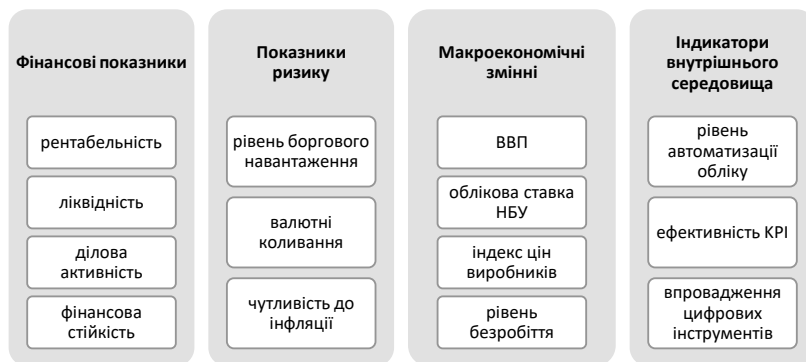 Фінансові показники
рентабельність
ліквідність
ділова
активність
фінансова
стійкість
Показники
ризику
рівень боргового
навантаження
валютні
коливання
чутливість до
інфляції
Макроекономічні
змінні
ВВП
облікова ставка
НБУ
індекс цін
виробників
рівень
безробіття
Індикатори
внутрішнього
середовища
рівень
автоматизації
обліку
ефективність KPI
впровадження
цифрових
інструментів